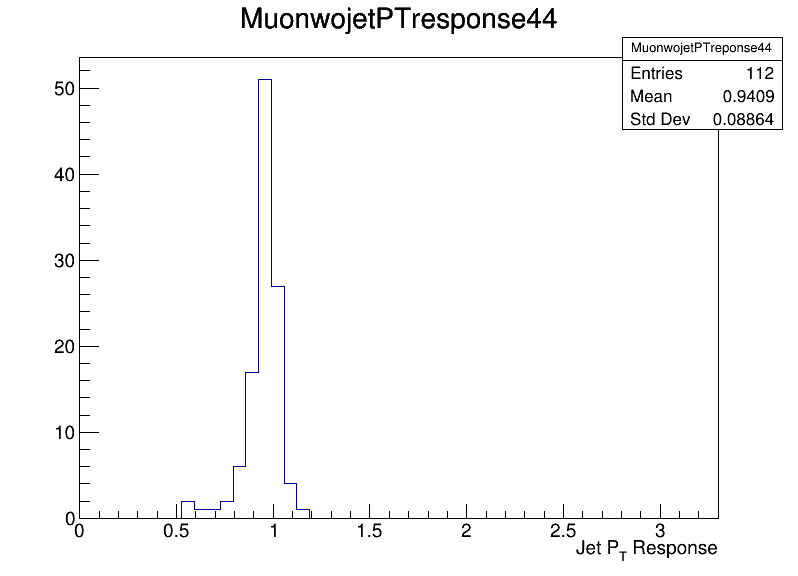 MuonwojetPTresponse44
MuonwojetPTreponse44
Entries 112
Mean 0.9409
Std Dev 0.08864
50
40
30
20
10
0
0 0.5 1 1.5 2 2.5 3
Jet PT Response